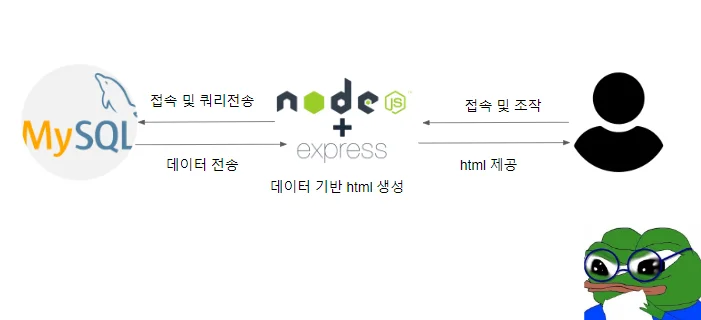 MySQL
접속 및 쿼리전송
데이터 전송
node
JS
+
express
데이터 기반 html 생성
접속 및 조작
html 제공